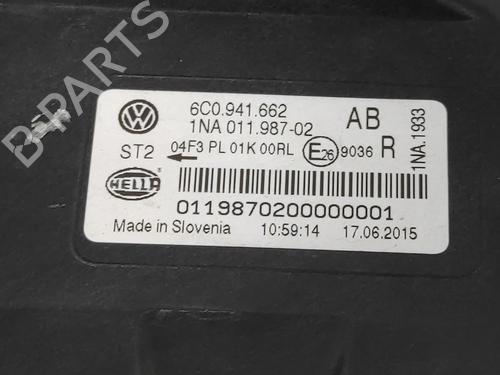 6C0.941.662 AB
1NA 011.987-02
ST2 04F3 PL 01K 00RL E26 9036 R
1NA.1933
HELLA
0119870200000001
Made in Slovenia 10:59:14 17.06.2015
B-PARTS